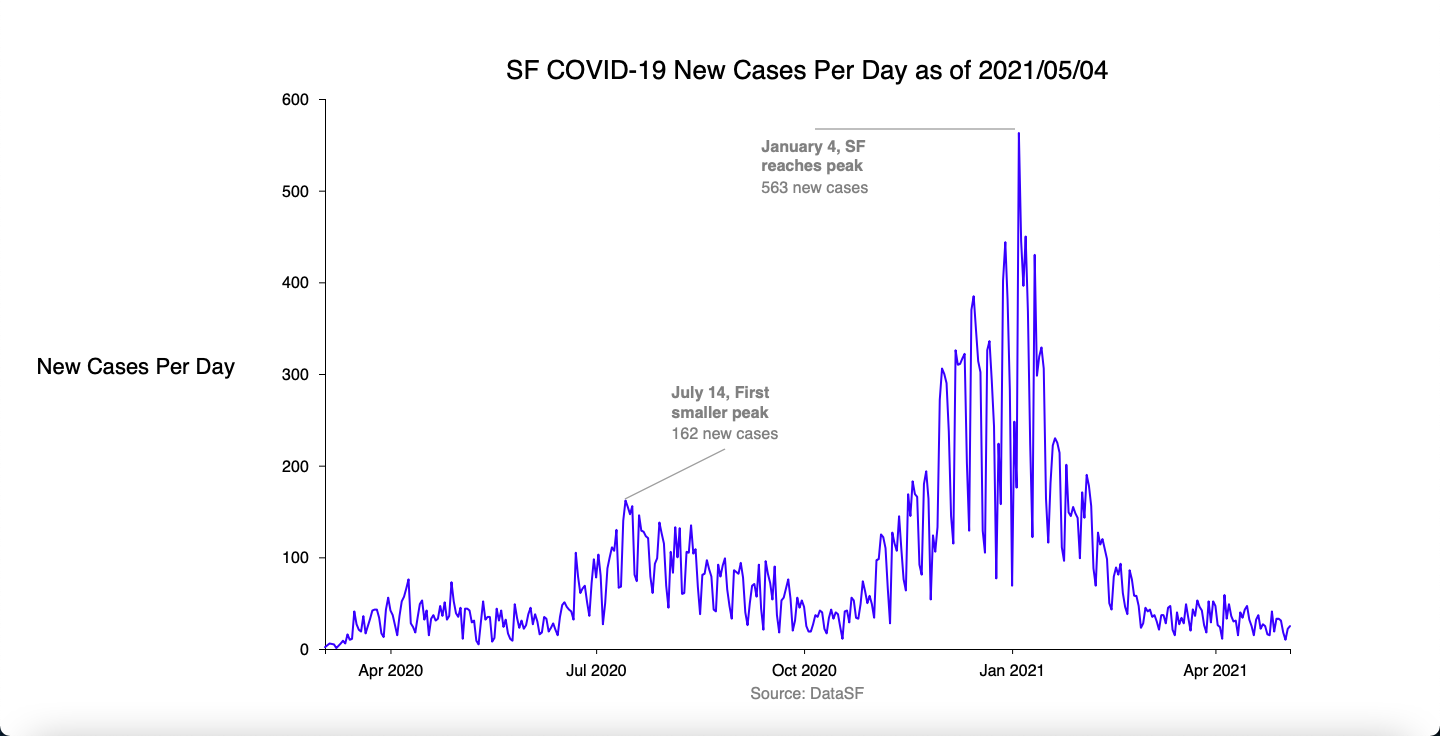 SF COVID-19 New Cases Per Day as of 2021/05/04
600
January 4, SF
reaches peak
563 new cases
500
400
New Cases Per Day
300
July 14, First
smaller peak
162 new cases
200
100
0
Apr 2020
Jul 2020
Oct 2020
Jan 2021
Apr 2021
Source: DataSF